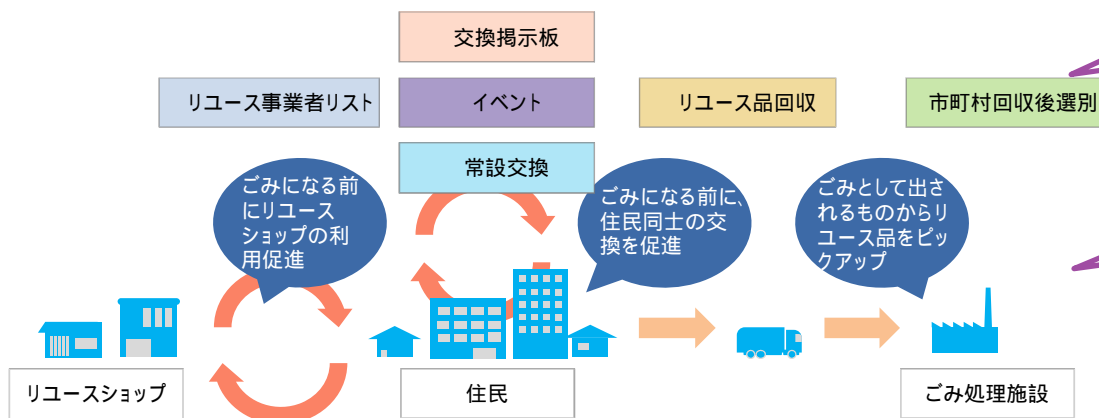 交換掲示板
リユース事業者リスト
イベント
リユース品回収
市町村回収後選別
常設交換
ごみになる前
にリユース
ショップの利
用促進
ごみになる前に、
住民同士の交
換を促進
ごみとして出さ
れるものからリ
ユース品をピッ
クアップ
リユースショップ
住民
ごみ処理施設